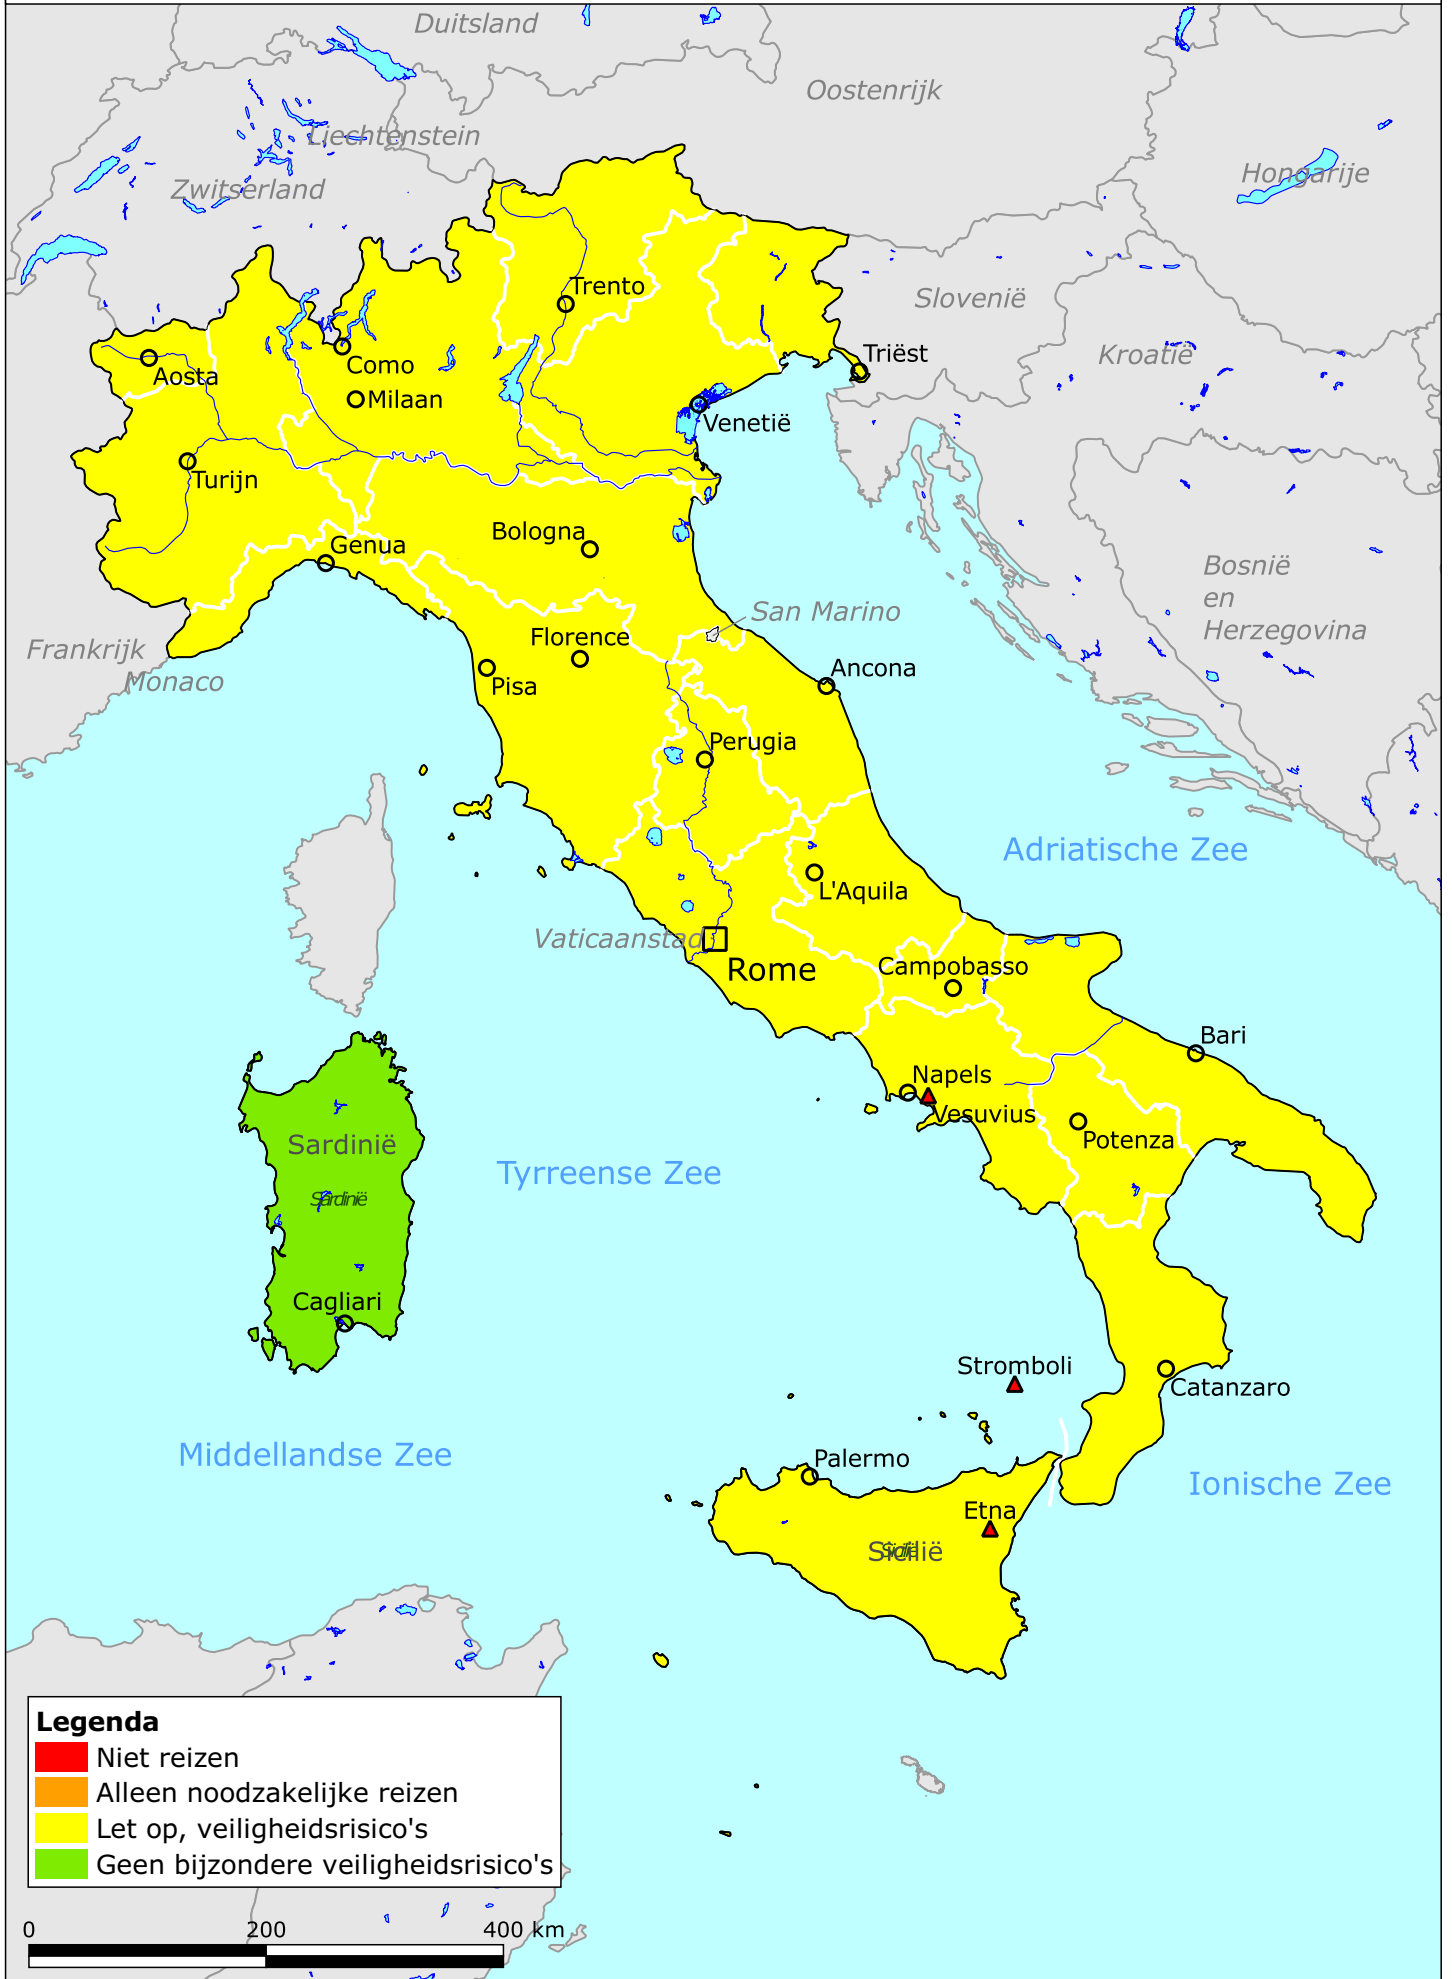 Duitsland
Oostenrijk
Liechtenstein
Zwitserland
Hongarije
Trento
Slovenië
Triëst
Kroatië
Como
Aosta
Milaan
Venetië
Turijn
Bologna
Genua
Bosnië
en
Herzegovina
San Marino
Florence
Frankrijk
Monaco
Pisa
Ancona
Perugia
Adriatische Zee
L'Aquila
Vaticaanstad
Rome
Campobasso
Bari
Napels
Vesuvius
Potenza
Sardinië
Tyrreense Zee
Sardinië
Cagliari
Stromboli
Catanzaro
Middellandse Zee
Palermo
Ionische Zee
Etna
Sicilië
Legenda
Niet reizen
Alleen noodzakelijke reizen
Let op, veiligheidsrisico's
Geen bijzondere veiligheidsrisico's
0 200 400 km